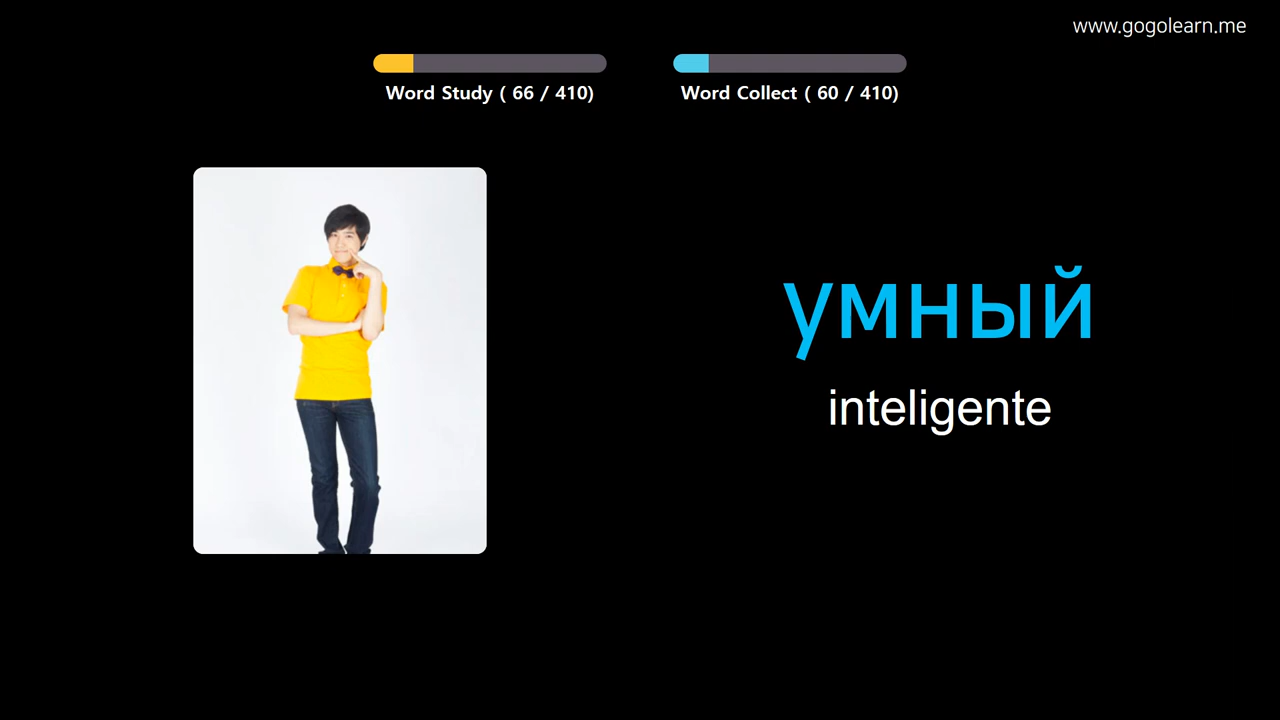 www.gogolearn.me
Word Study ( 66 / 410)
Word Collect ( 60 / 410)
умный
inteligente